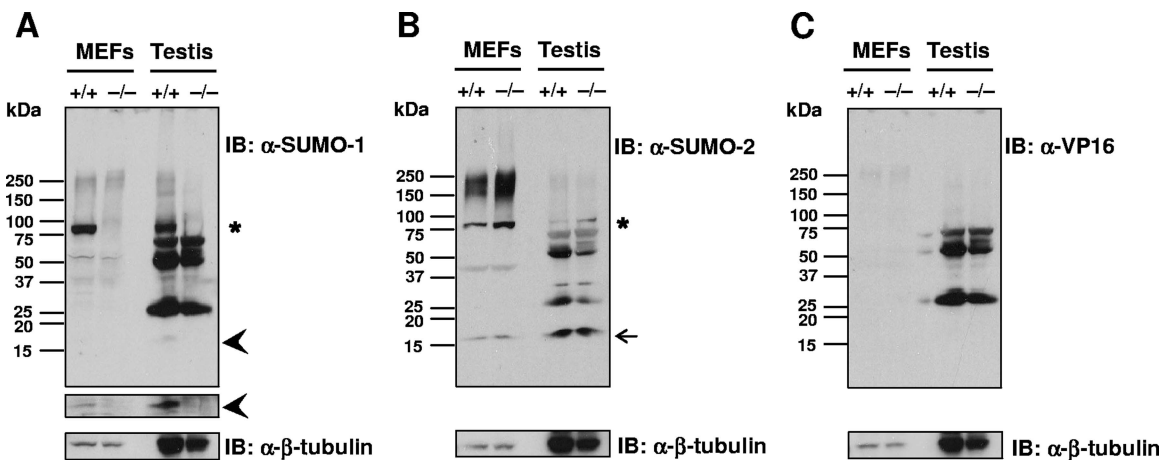 A
MEFs Testis
+/+ –/– +/+ –/–
kDa
IB: α-SUMO-1
250
150
100
*
75
50
37
25
20
15
IB: α-β-tubulin
B
MEFs Testis
+/+ –/– +/+ –/–
kDa
IB: α-SUMO-2
250
150
100
*
75
50
37
25
20
15
IB: α-β-tubulin
C
MEFs Testis
+/+ –/– +/+ –/–
kDa
IB: α-VP16
250
150
100
75
50
37
25
20
15
IB: α-β-tubulin